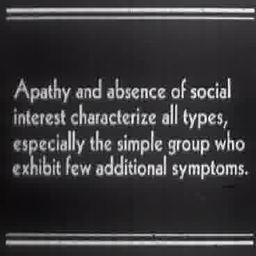 Apathy and absence of social
interest characterize all types,
especially the simple group who
exhibit few additional symptoms.